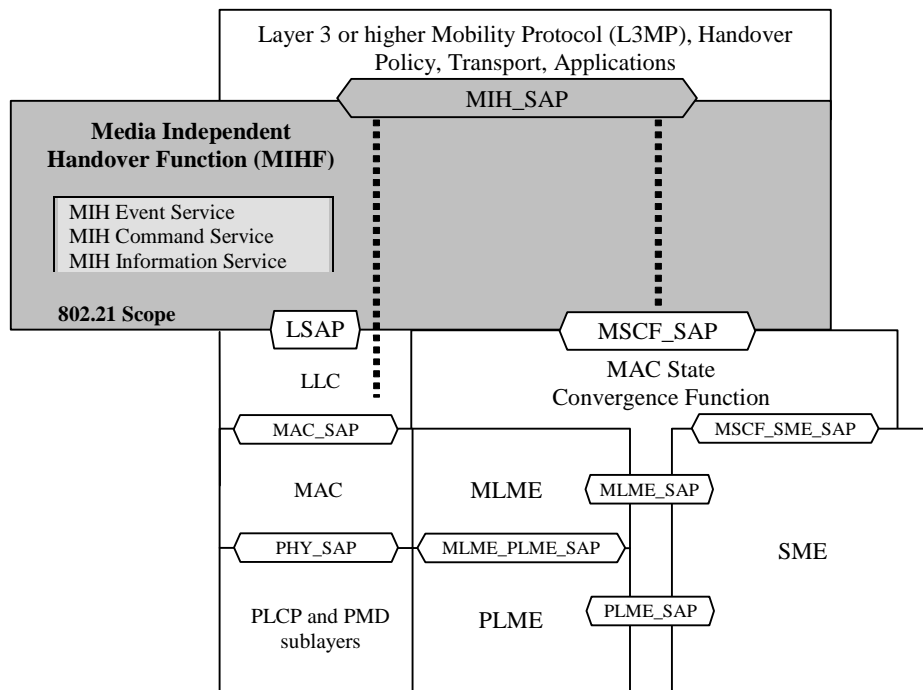 Layer 3 or higher Mobility Protocol (L3MP), Handover
Policy, Transport, Applications
MIH_SAP
Media Independent
Handover Function (MIHF)
MIH Event Service
MIH Command Service
MIH Information Service
802.21 Scope
LSAP
MSCF_SAP
LLC
MAC State
Convergence Function
MAC_SAP
MSCF_SME_SAP
MAC
MLME
MLME_SAP
PHY_SAP
MLME_PLME_SAP
SME
PLCP and PMD
sublayers
PLME
PLME_SAP